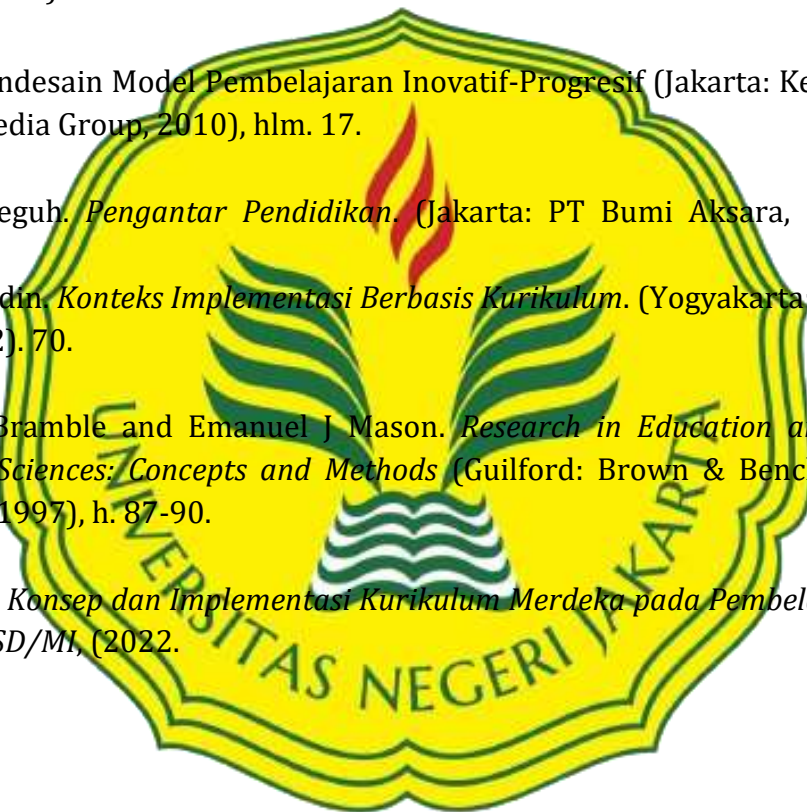 ndesain Model Pembelajaran Inovatif-Progresif (Jakarta: Ke
edia Group, 2010), hlm. 17.
eguh. Pengantar Pendidikan. (Jakarta: PT Bumi Aksara,
din. Konteks Implementasi Berbasis Kurikulum. (Yogyakarta
2). 70.
Bramble and Emanuel J Mason. Research in Education a
Sciences: Concepts and Methods (Guilford: Brown & Benc
1997), h. 87-90.
Konsep dan Implementasi Kurikulum Merdeka pada Pembel
SD/MI, (2022.
UNIVERSITAS NEGERI JAKARTA